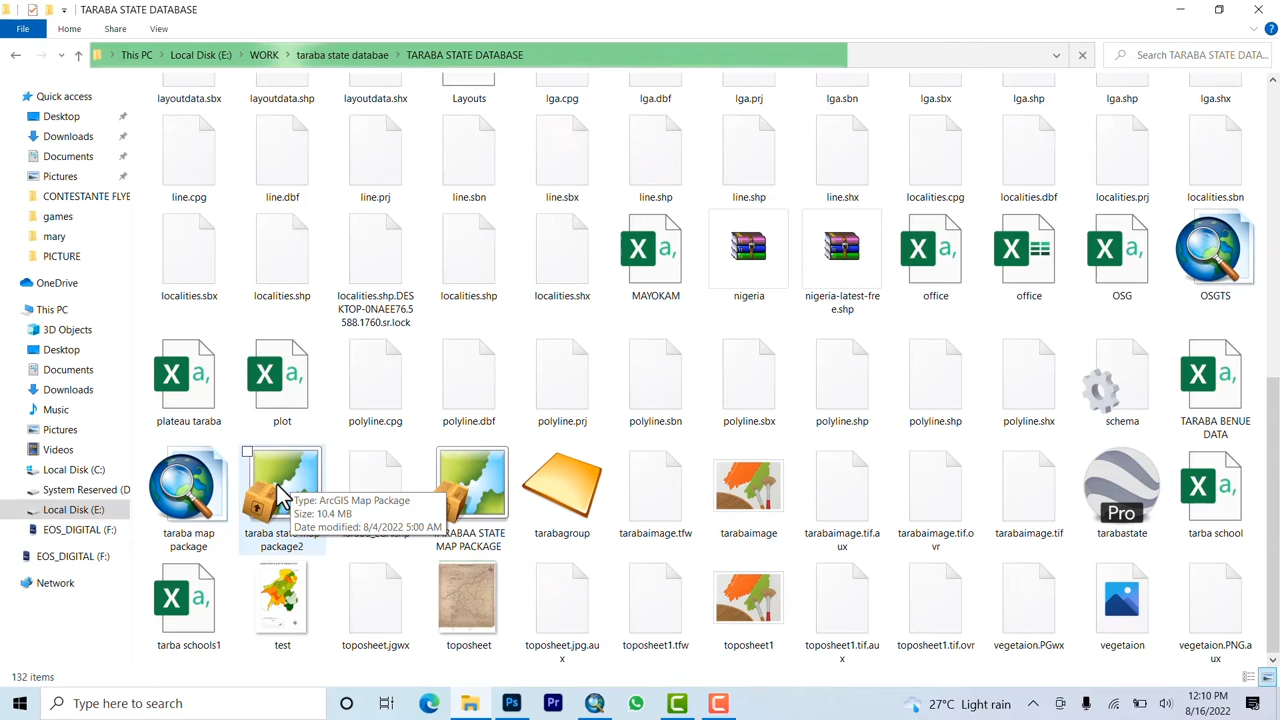 TARABA STATE DATABASE
File
Home
Share
View
This PC
Local Disk (E:)
WORK
taraba state databae
TARABA STATE DATABASE
Search TARABA STATE DATA...
Quick access
Desktop
Downloads
Documents
Pictures
CONTESTANTE FLYE
games
mary
PICTURE
OneDrive
This PC
3D Objects
Desktop
Documents
Downloads
Music
Pictures
Videos
Local Disk (C:)
System Reserved (D
Local Disk (E:)
EOS_DIGITAL (F:)
EOS_DIGITAL (F:)
Network
layoutdata.sbx
layoutdata.shp
layoutdata.shx
Layouts
lga.cpg
lga.dbf
lga.prj
lga.sbn
lga.sbx
lga.shp
lga.shp
lga.shx
line.cpg
line.dbf
line.prj
line.sbn
line.sbx
line.shp
line.shp
line.shx
localities.cpg
localities.dbf
localities.prj
localities.sbn
localities.sbx
localities.shp
localities.shp.DES
KTOP-0NAEE76.5
588.1760.sr.lock
localities.shp
localities.shx
MAYOKAM
nigeria
nigeria-latest-fre
e.shp
office
office
OSG
OSGTS
plateau taraba
plot
polyline.cpg
polyline.dbf
polyline.prj
polyline.sbn
polyline.sbx
polyline.shp
polyline.shp
polyline.shx
schema
TARABA BENUE
DATA
taraba map
package
taraba state map
package2
Type: ArcGIS Map Package
Size: 10.4 MB
Date modified: 8/4/2022 5:00 AM
TARABAA STATE
MAP PACKAGE
tarabagroup
tarabaimage.tfw
tarabaimage
tarabaimage.tif.a
ux
tarabaimage.tif.o
vr
tarabaimage.tif
Pro
tarabastate
tarba school
tarba schools1
test
toposheet.jgwx
toposheet
toposheet.jpg.au
x
toposheet1.tfw
toposheet1
toposheet1.tif.au
x
toposheet1.tif.ovr
vegetaion.PGwx
vegetaion
vegetaion.PNG.a
ux
132 items
Type here to search
27°C Light rain
12:10 PM
8/16/2022